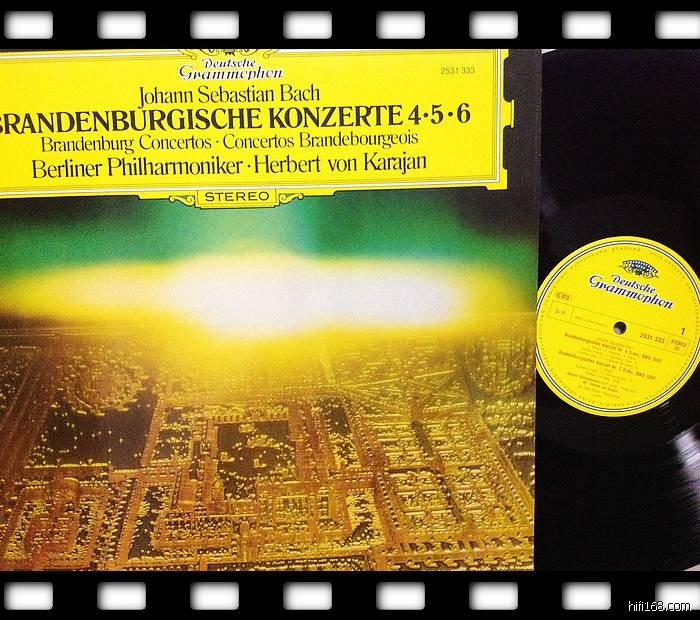 Deutsche
Grammophon
2531 333
Johann Sebastian Bach
BRANDENBURGISCHE KONZERTE 4·5·6
Brandenburg Concertos · Concertos Brandebourgeois
Berliner Philharmoniker · Herbert von Karajan
STEREO
Deutsche
Grammophon
1
2531 333
STEREO
33
hifi168.com